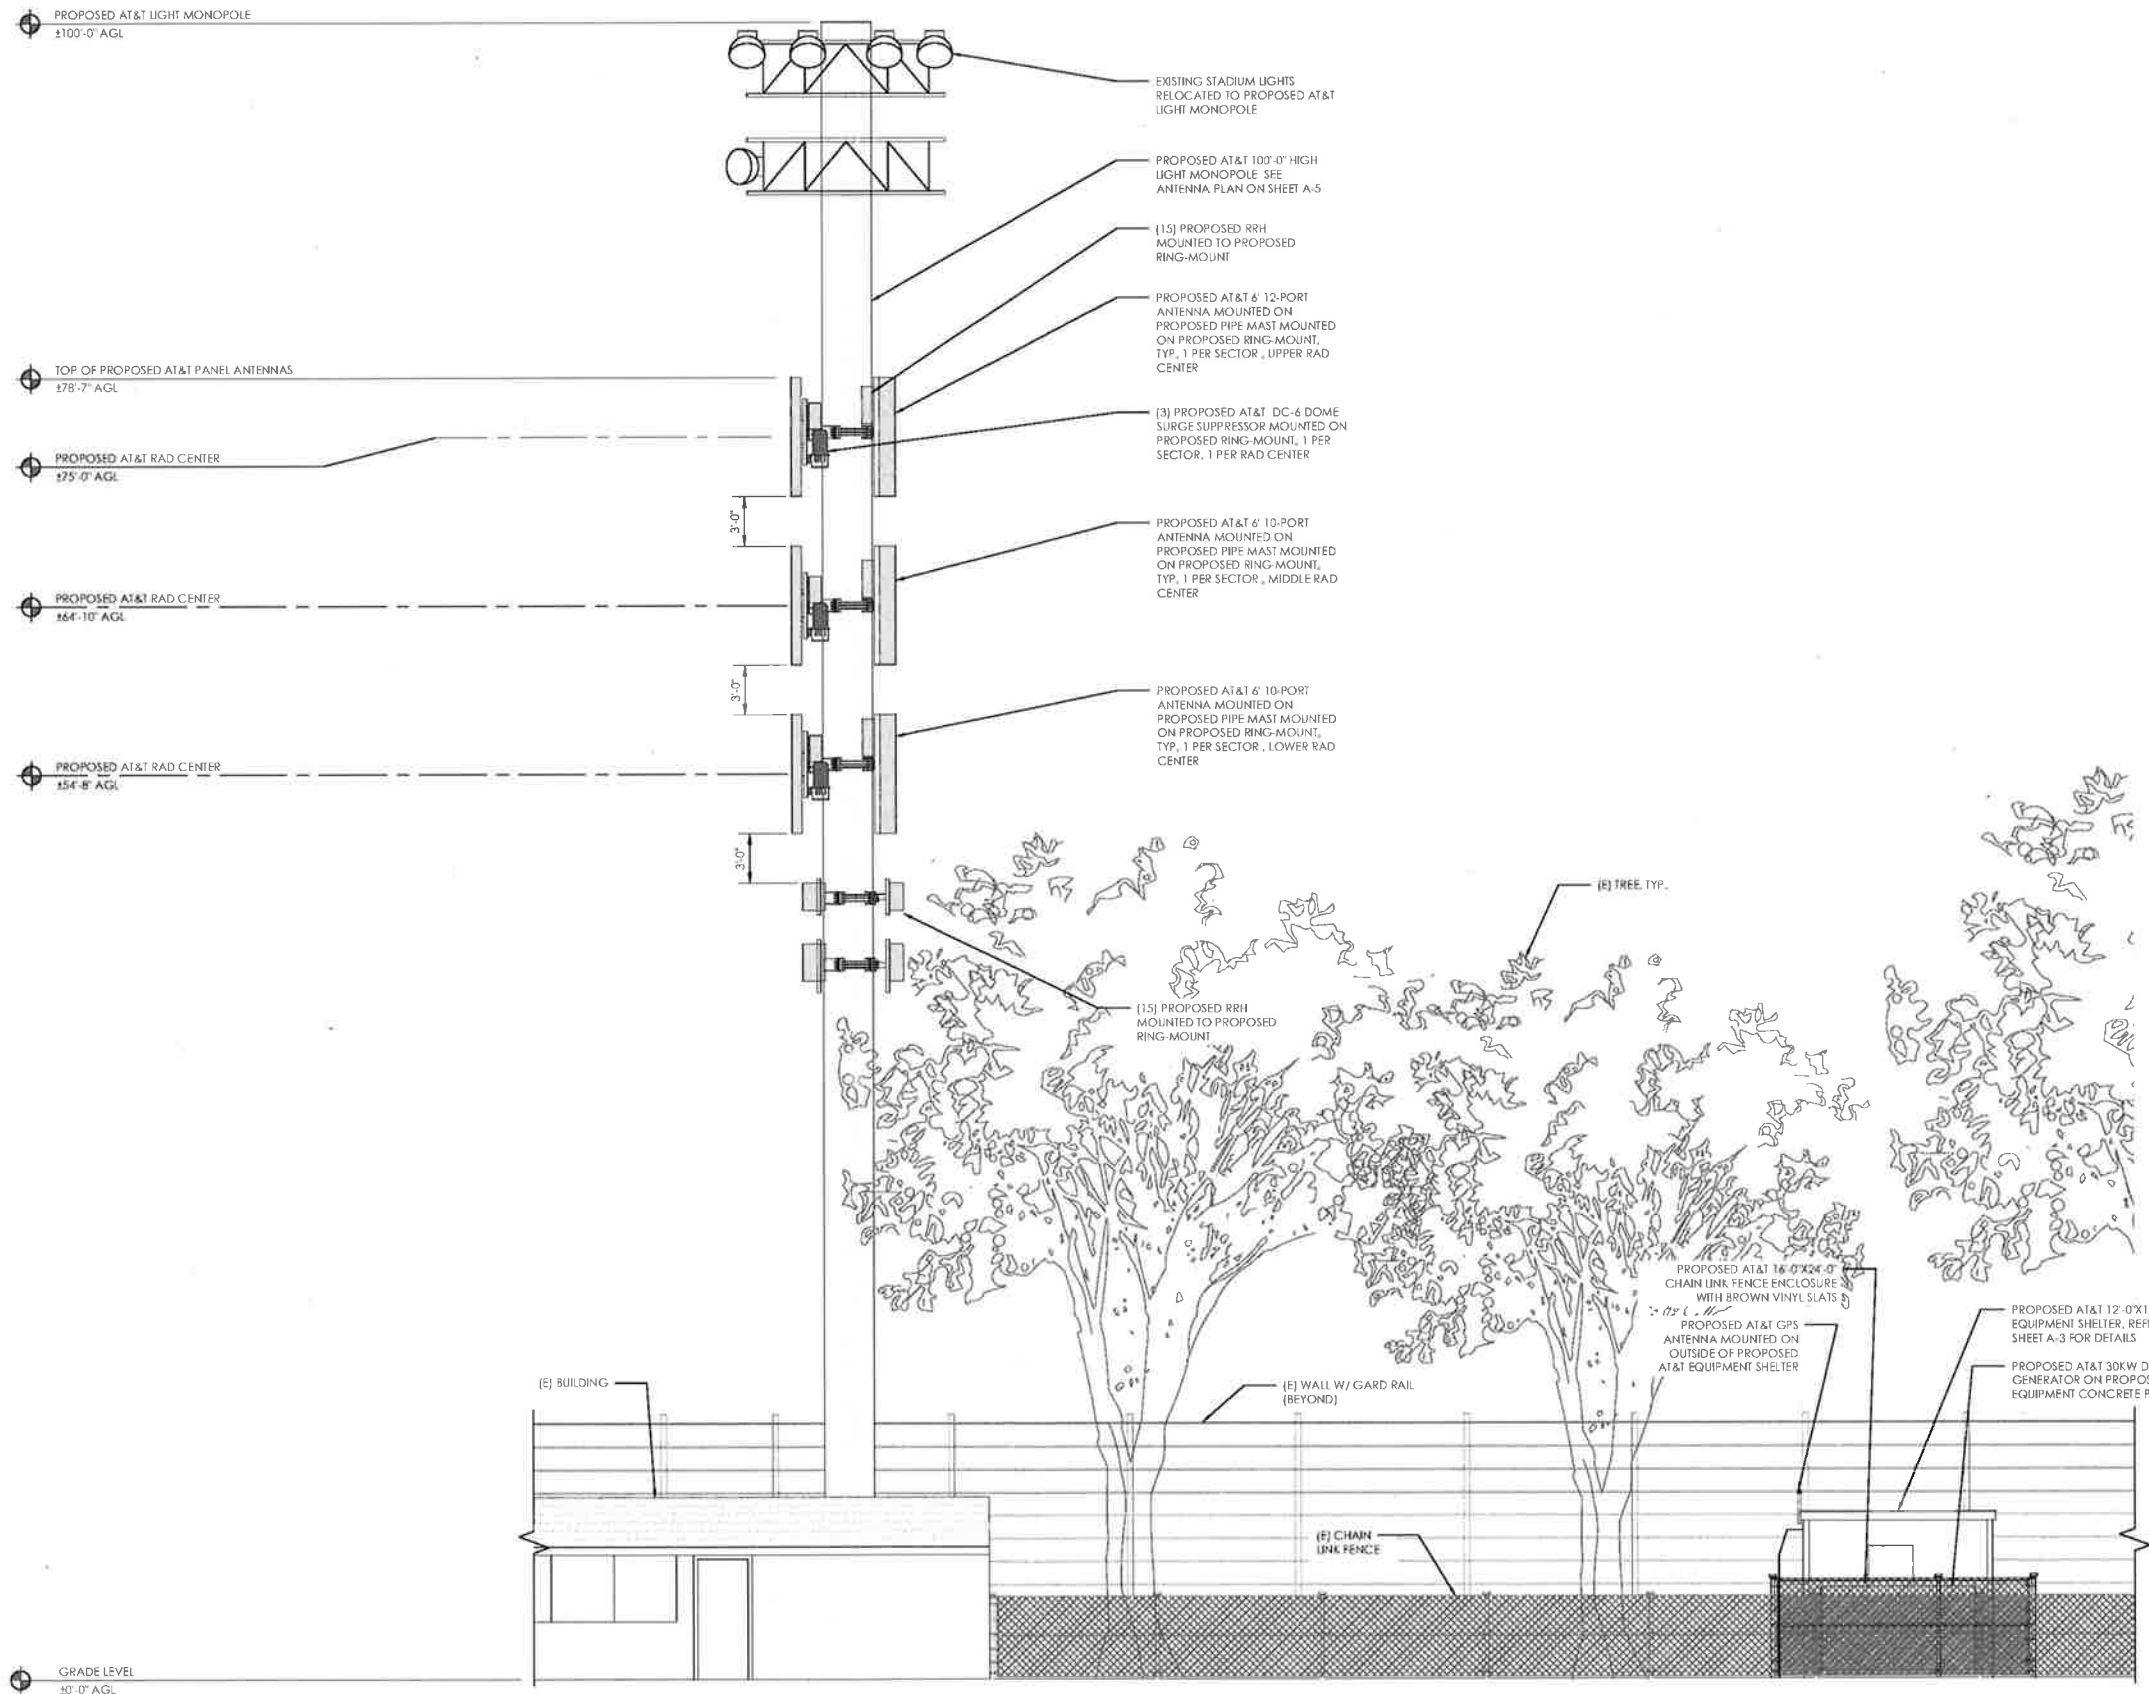 PROPOSED AT&T LIGHT MONOPOLE
±100'-0" AGL
EXISTING STADIUM LIGHTS
RELOCATED TO PROPOSED AT&T
LIGHT MONOPOLE
PROPOSED AT&T 100'-0" HIGH
LIGHT MONOPOLE SEE
ANTENNA PLAN ON SHEET A-5
(15) PROPOSED RRH
MOUNTED TO PROPOSED
RING-MOUNT
PROPOSED AT&T 6' 12-PORT
ANTENNA MOUNTED ON
PROPOSED PIPE MAST MOUNTED
ON PROPOSED RING-MOUNT,
TYP. 1 PER SECTOR , UPPER RAD
CENTER
TOP OF PROPOSED AT&T PANEL ANTENNAS
±78'-7" AGL
(3) PROPOSED AT&T DC-6 DOME
SURGE SUPPRESSOR MOUNTED ON
PROPOSED RING-MOUNT, 1 PER
SECTOR, 1 PER RAD CENTER
PROPOSED AT&T RAD CENTER
±75'-0" AGL
3'-0"
PROPOSED AT&T 6' 10-PORT
ANTENNA MOUNTED ON
PROPOSED PIPE MAST MOUNTED
ON PROPOSED RING-MOUNT,
TYP. 1 PER SECTOR , MIDDLE RAD
CENTER
PROPOSED AT&T RAD CENTER
±64'-10" AGL
3'-0"
PROPOSED AT&T 6' 10-PORT
ANTENNA MOUNTED ON
PROPOSED PIPE MAST MOUNTED
ON PROPOSED RING-MOUNT,
TYP. 1 PER SECTOR , LOWER RAD
CENTER
PROPOSED AT&T RAD CENTER
±54'-8" AGL
3'-0"
(E) TREE, TYP.
(15) PROPOSED RRH
MOUNTED TO PROPOSED
RING-MOUNT
PROPOSED AT&T 16'-0"X24'-0"
CHAIN LINK FENCE ENCLOSURE
WITH BROWN VINYL SLATS
PROPOSED AT&T GPS
ANTENNA MOUNTED ON
OUTSIDE OF PROPOSED
AT&T EQUIPMENT SHELTER
PROPOSED AT&T 12'-0"X1
EQUIPMENT SHELTER, REF
SHEET A-3 FOR DETAILS
PROPOSED AT&T 30KW D
GENERATOR ON PROPOS
EQUIPMENT CONCRETE P
(E) BUILDING
(E) WALL W/ GARD RAIL
(BEYOND)
(E) CHAIN
LINK FENCE
GRADE LEVEL
±0'-0" AGL